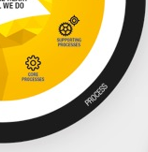 WE DO
SUPPORTING
PROCESSES
CORE
PROCESSES
PROCESS